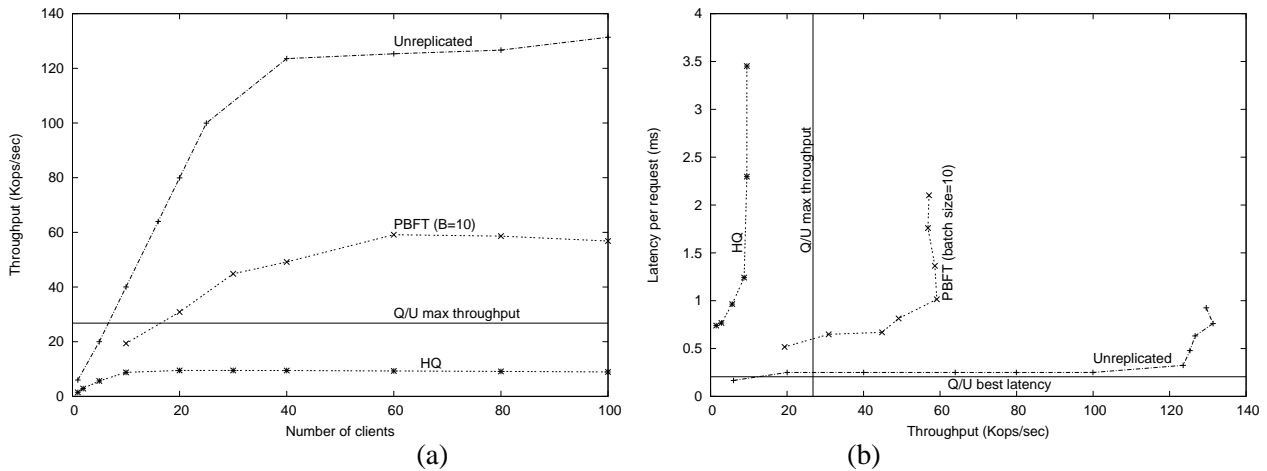 140
120
100
80
60
40
20
0
Throughput (Kops/sec)
Unreplicated
PBFT (B=10)
Q/U max throughput
HQ
0 20 40 60 80 100
Number of clients
(a)
4
3.5
3
2.5
2
1.5
1
0.5
0
Latency per request (ms)
HQ
Q/U max throughput
PBFT (batch size=10)
Unreplicated
Q/U best latency
0 20 40 60 80 100 120 140
Throughput (Kops/sec)
(b)